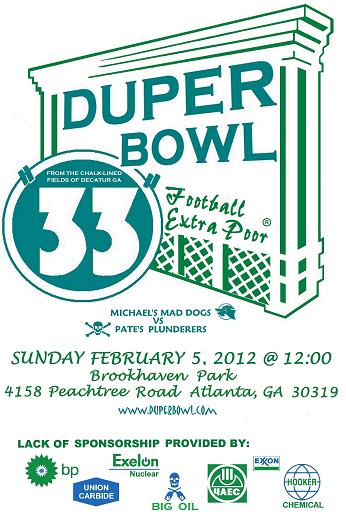 DUPER
BOWL
FROM THE CHALK-LINED
FIELDS OF DECATUR GA
33
Football
Extra Poor ®
MICHAEL'S MAD DOGS
VS
PATE'S PLUNDERERS
SUNDAY FEBRUARY 5, 2012 @ 12:00
Brookhaven Park
4158 Peachtree Road Atlanta, GA 30319
WWW.DUPERBOWL.COM
LACK OF SPONSORSHIP PROVIDED BY:
bp
UNION
CARBIDE
Exelon
Nuclear
BIG OIL
ЧАЕС
EXXON
HOOKER
CHEMICAL